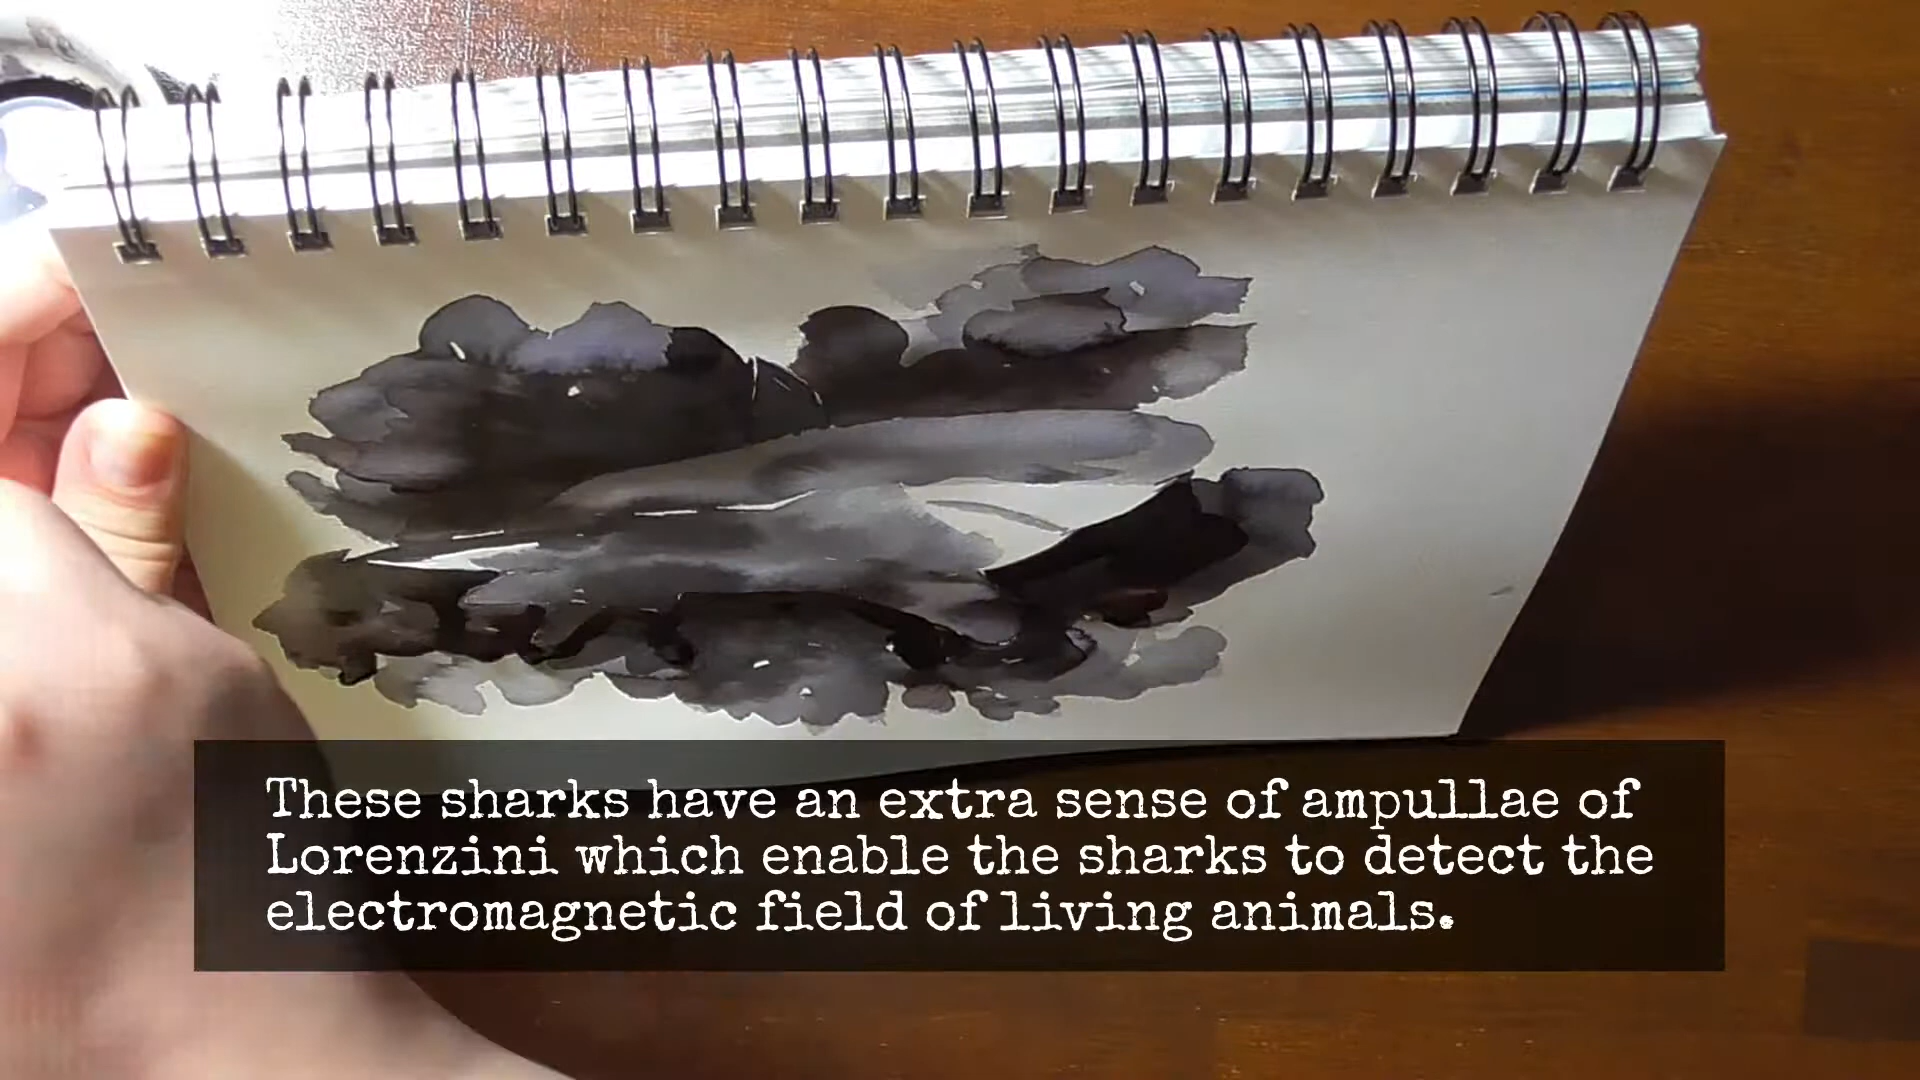 These sharks have an extra sense of ampullae of
Lorenzini which enable the sharks to detect the
electromagnetic field of living animals.